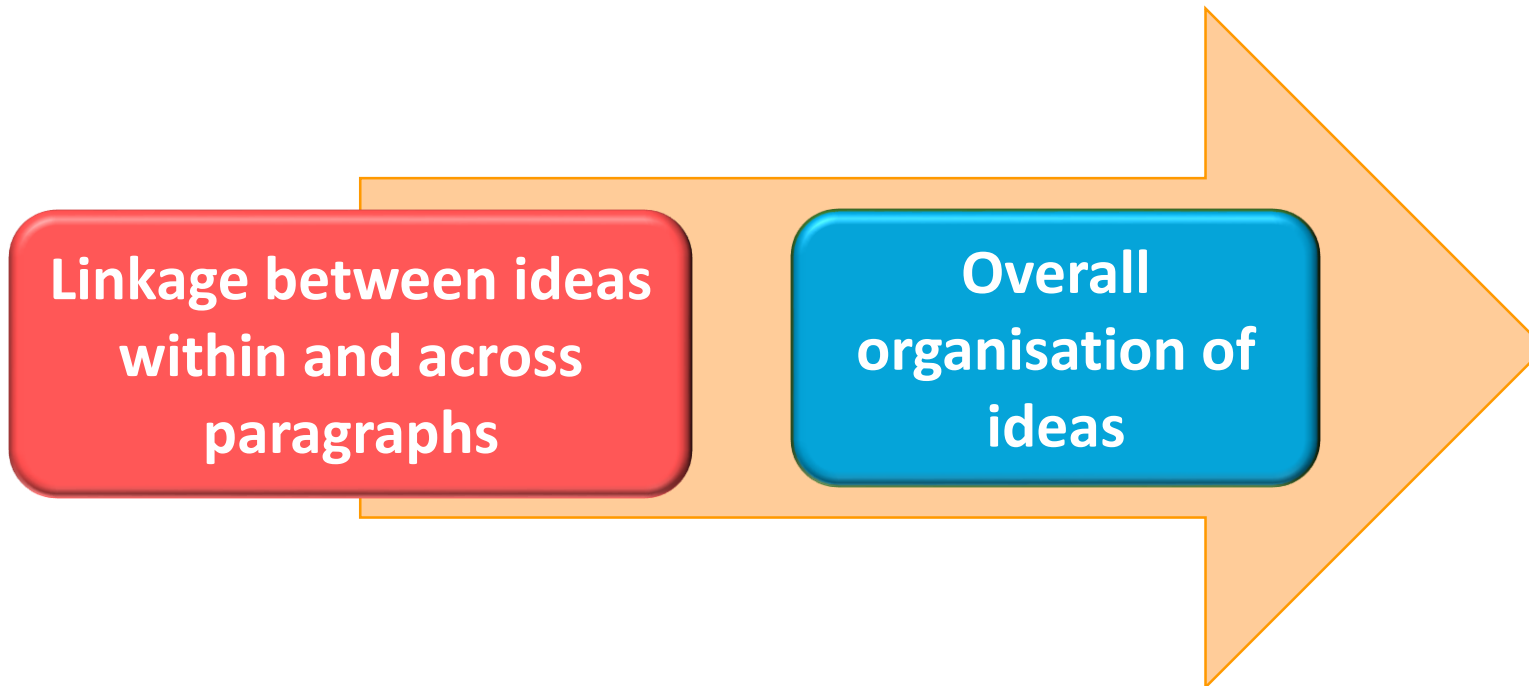 Linkage between ideas
within and across
paragraphs
Overall
organisation of
ideas